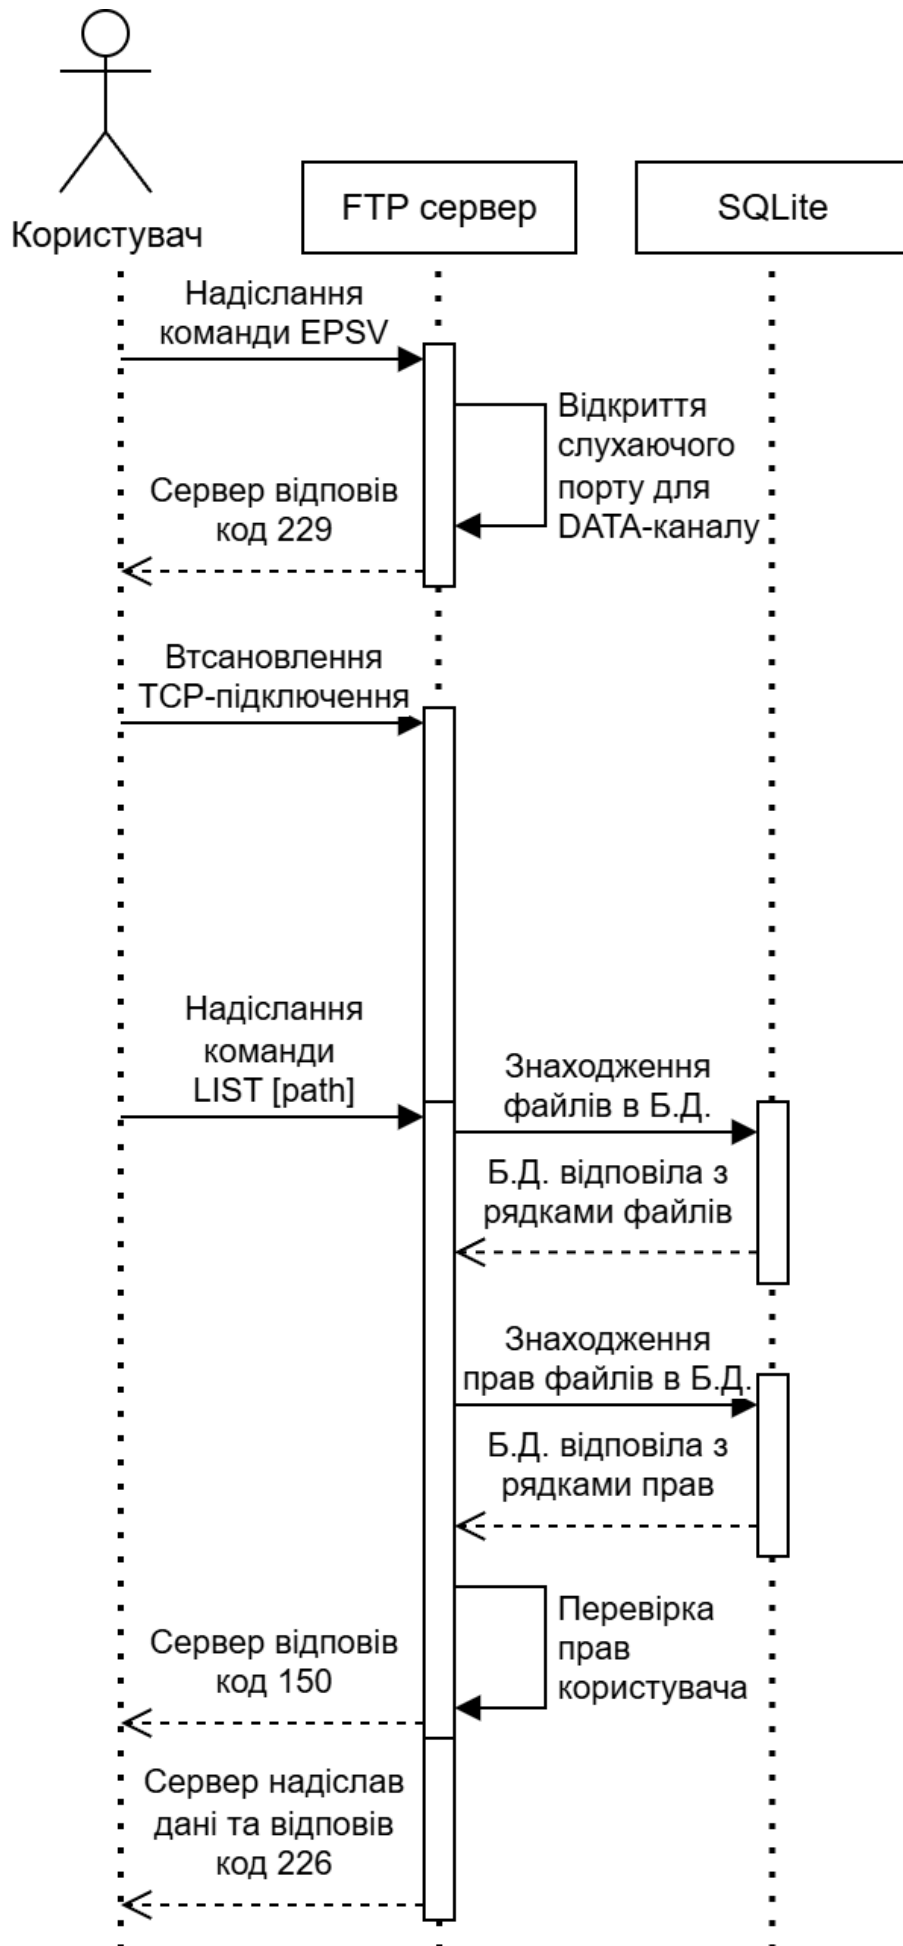 Користувач
FTP сервер
SQLite
Надіслання
команди EPSV
Відкриття
слухаючого
порту для
DATA-каналу
Сервер відповів
код 229
Втсановлення
TCP-підключення
Надіслання
команди
LIST [path]
Знаходження
файлів в Б.Д.
Б.Д. відповіла з
рядками файлів
Знаходження
прав файлів в Б.Д.
Б.Д. відповіла з
рядками прав
Перевірка
прав
користувача
Сервер відповів
код 150
Сервер надіслав
дані та відповів
код 226